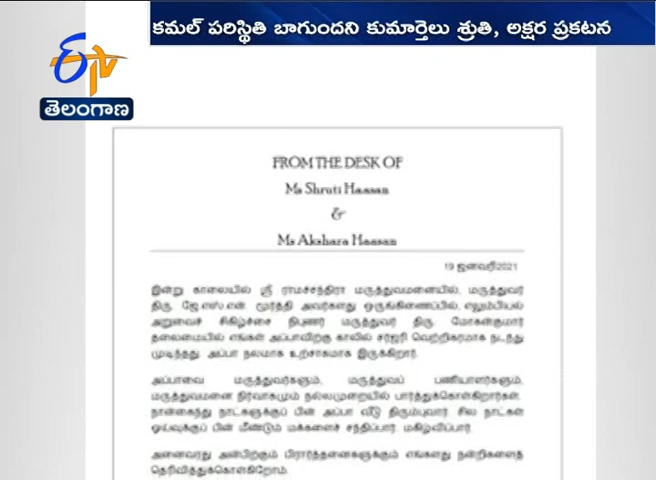 కమల్ పరిస్థితి బాగుందని కుమార్తెలు శ్రుతి, అక్షర ప్రకటన
ETV
తెలంగాణ
FROM THE DESK OF
Ms Shruti Haasan
&
Ms Akshara Haasan
19 ஜனவரி2021
இன்று காலையில் ஸ்ரீ ராமச்சந்திரா மருத்துவமனையில், மருத்துவர்
திரு. ஜே.எஸ்.என். மூர்த்தி அவர்களது ஒருங்கிணைப்பில், எலும்பியல்
அறுவைச் சிகிழ்ச்சை நிபுணர் மருத்துவர் திரு. மோகன்குமார்
தலைமையில் எங்கள் அப்பாவிற்கு காலில் சர்ஜரி வெற்றிகரமாக நடந்து
முடிந்தது. அப்பா நலமாக உற்சாகமாக இருக்கிறார்.
அப்பாவை மருத்துவர்களும், மருத்துவப் பணியாளர்களும்,
மருத்துவமனை நிர்வாகமும் நல்லமுறையில் பார்த்துக்கொள்கிறார்கள்.
நான்கைந்து நாட்களுக்குப் பின் அப்பா வீடு திரும்புவார். சில நாட்கள்
ஓய்வுக்குப் பின் மீண்டும் மக்களைச் சந்திப்பார். மகிழ்விப்பார்.
அனைவரது அன்பிற்கும் பிரார்த்தனைகளுக்கும் எங்களது நன்றிகளைத்
தெரிவித்துக்கொள்கிறோம்.